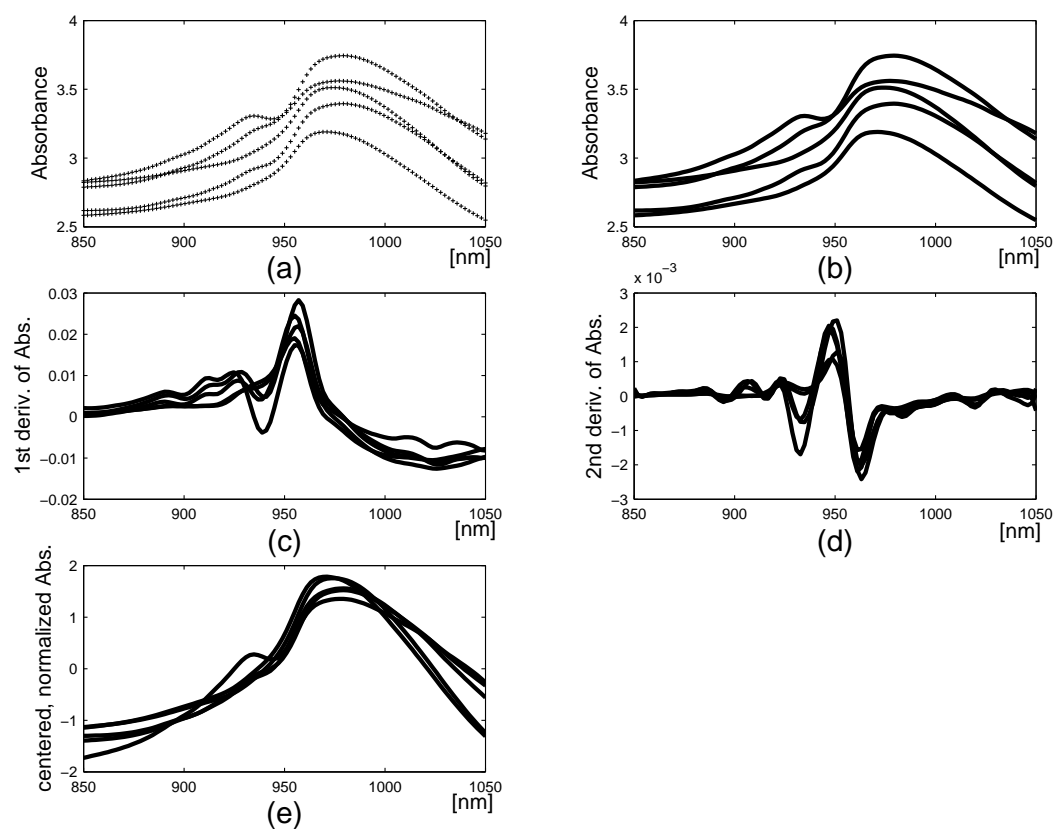 4
3.5
3
2.5
Absorbance
850 900 950 1000 1050
[nm]
(a)
4
3.5
3
2.5
Absorbance
850 900 950 1000 1050
[nm]
(b)
0.03
0.02
0.01
0
−0.01
−0.02
1st deriv. of Abs.
850 900 950 1000 1050
[nm]
(c)
x 10⁻³
3
2
1
0
−1
−2
−3
2nd deriv. of Abs.
850 900 950 1000 1050
[nm]
(d)
2
1
0
−1
−2
centered, normalized Abs.
850 900 950 1000 1050
[nm]
(e)